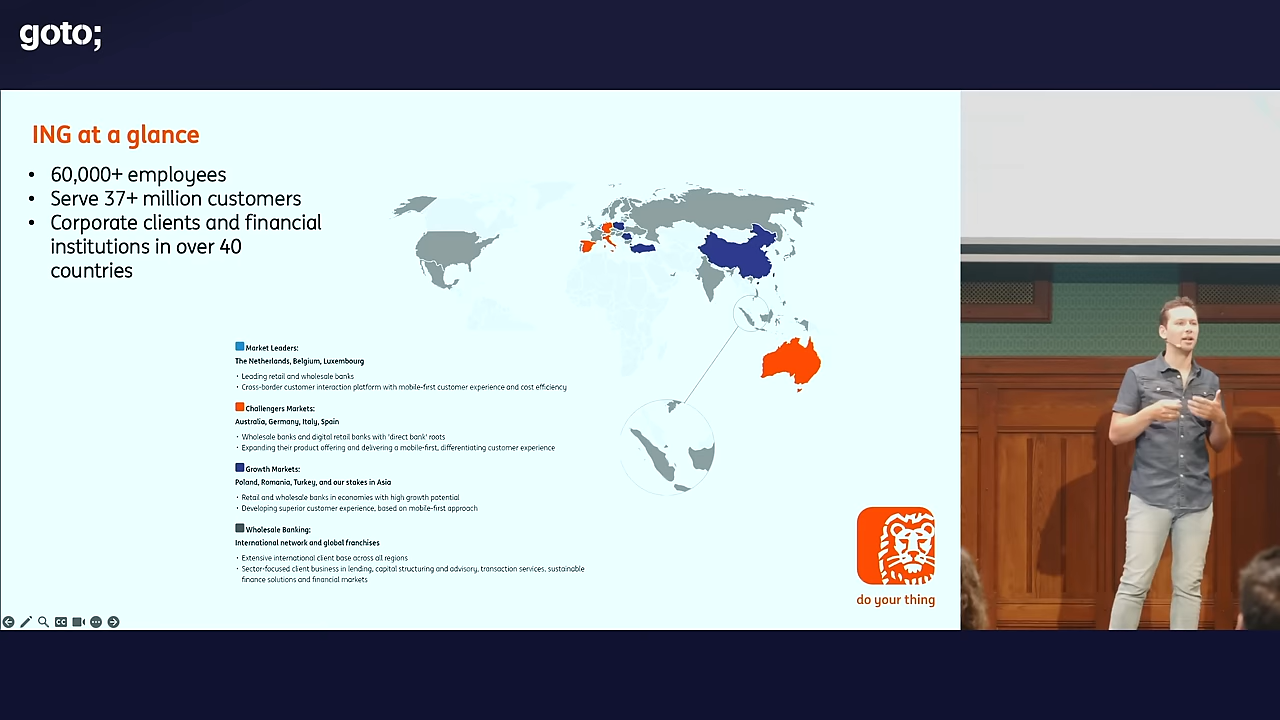 goto;
ING at a glance
• 60,000+ employees
• Serve 37+ million customers
• Corporate clients and financial
institutions in over 40
countries
Market Leaders:
The Netherlands, Belgium, Luxembourg
• Leading retail and wholesale banks
• Cross-border customer interaction platform with mobile-first customer experience and cost efficiency
Challengers Markets:
Australia, Germany, Italy, Spain
• Wholesale banks and digital retail banks with 'direct bank' roots
• Expanding their product offering and delivering a mobile-first, differentiating customer experience
Growth Markets:
Poland, Romania, Turkey, and our stakes in Asia
• Retail and wholesale banks in economies with high growth potential
• Developing superior customer experience, based on mobile-first approach
Wholesale Banking:
International network and global franchises
• Extensive international client base across all regions
• Sector-focused client business in lending, capital structuring and advisory, transaction services, sustainable
finance solutions and financial markets
do your thing
CC